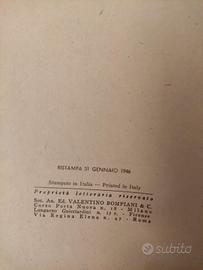 RISTAMPA 31 GENNAIO 1946
Stampato in Italia — Printed in Italy
Proprietà letteraria riservata
Soc. An. Ed. VALENTINO BOMPIANI & C.
Corso Porta Nuova n. 18 - Milano
Lungarno Guicciardini n. 17 r. - Firenze
Via Regina Elena n. 47 - Roma
subito